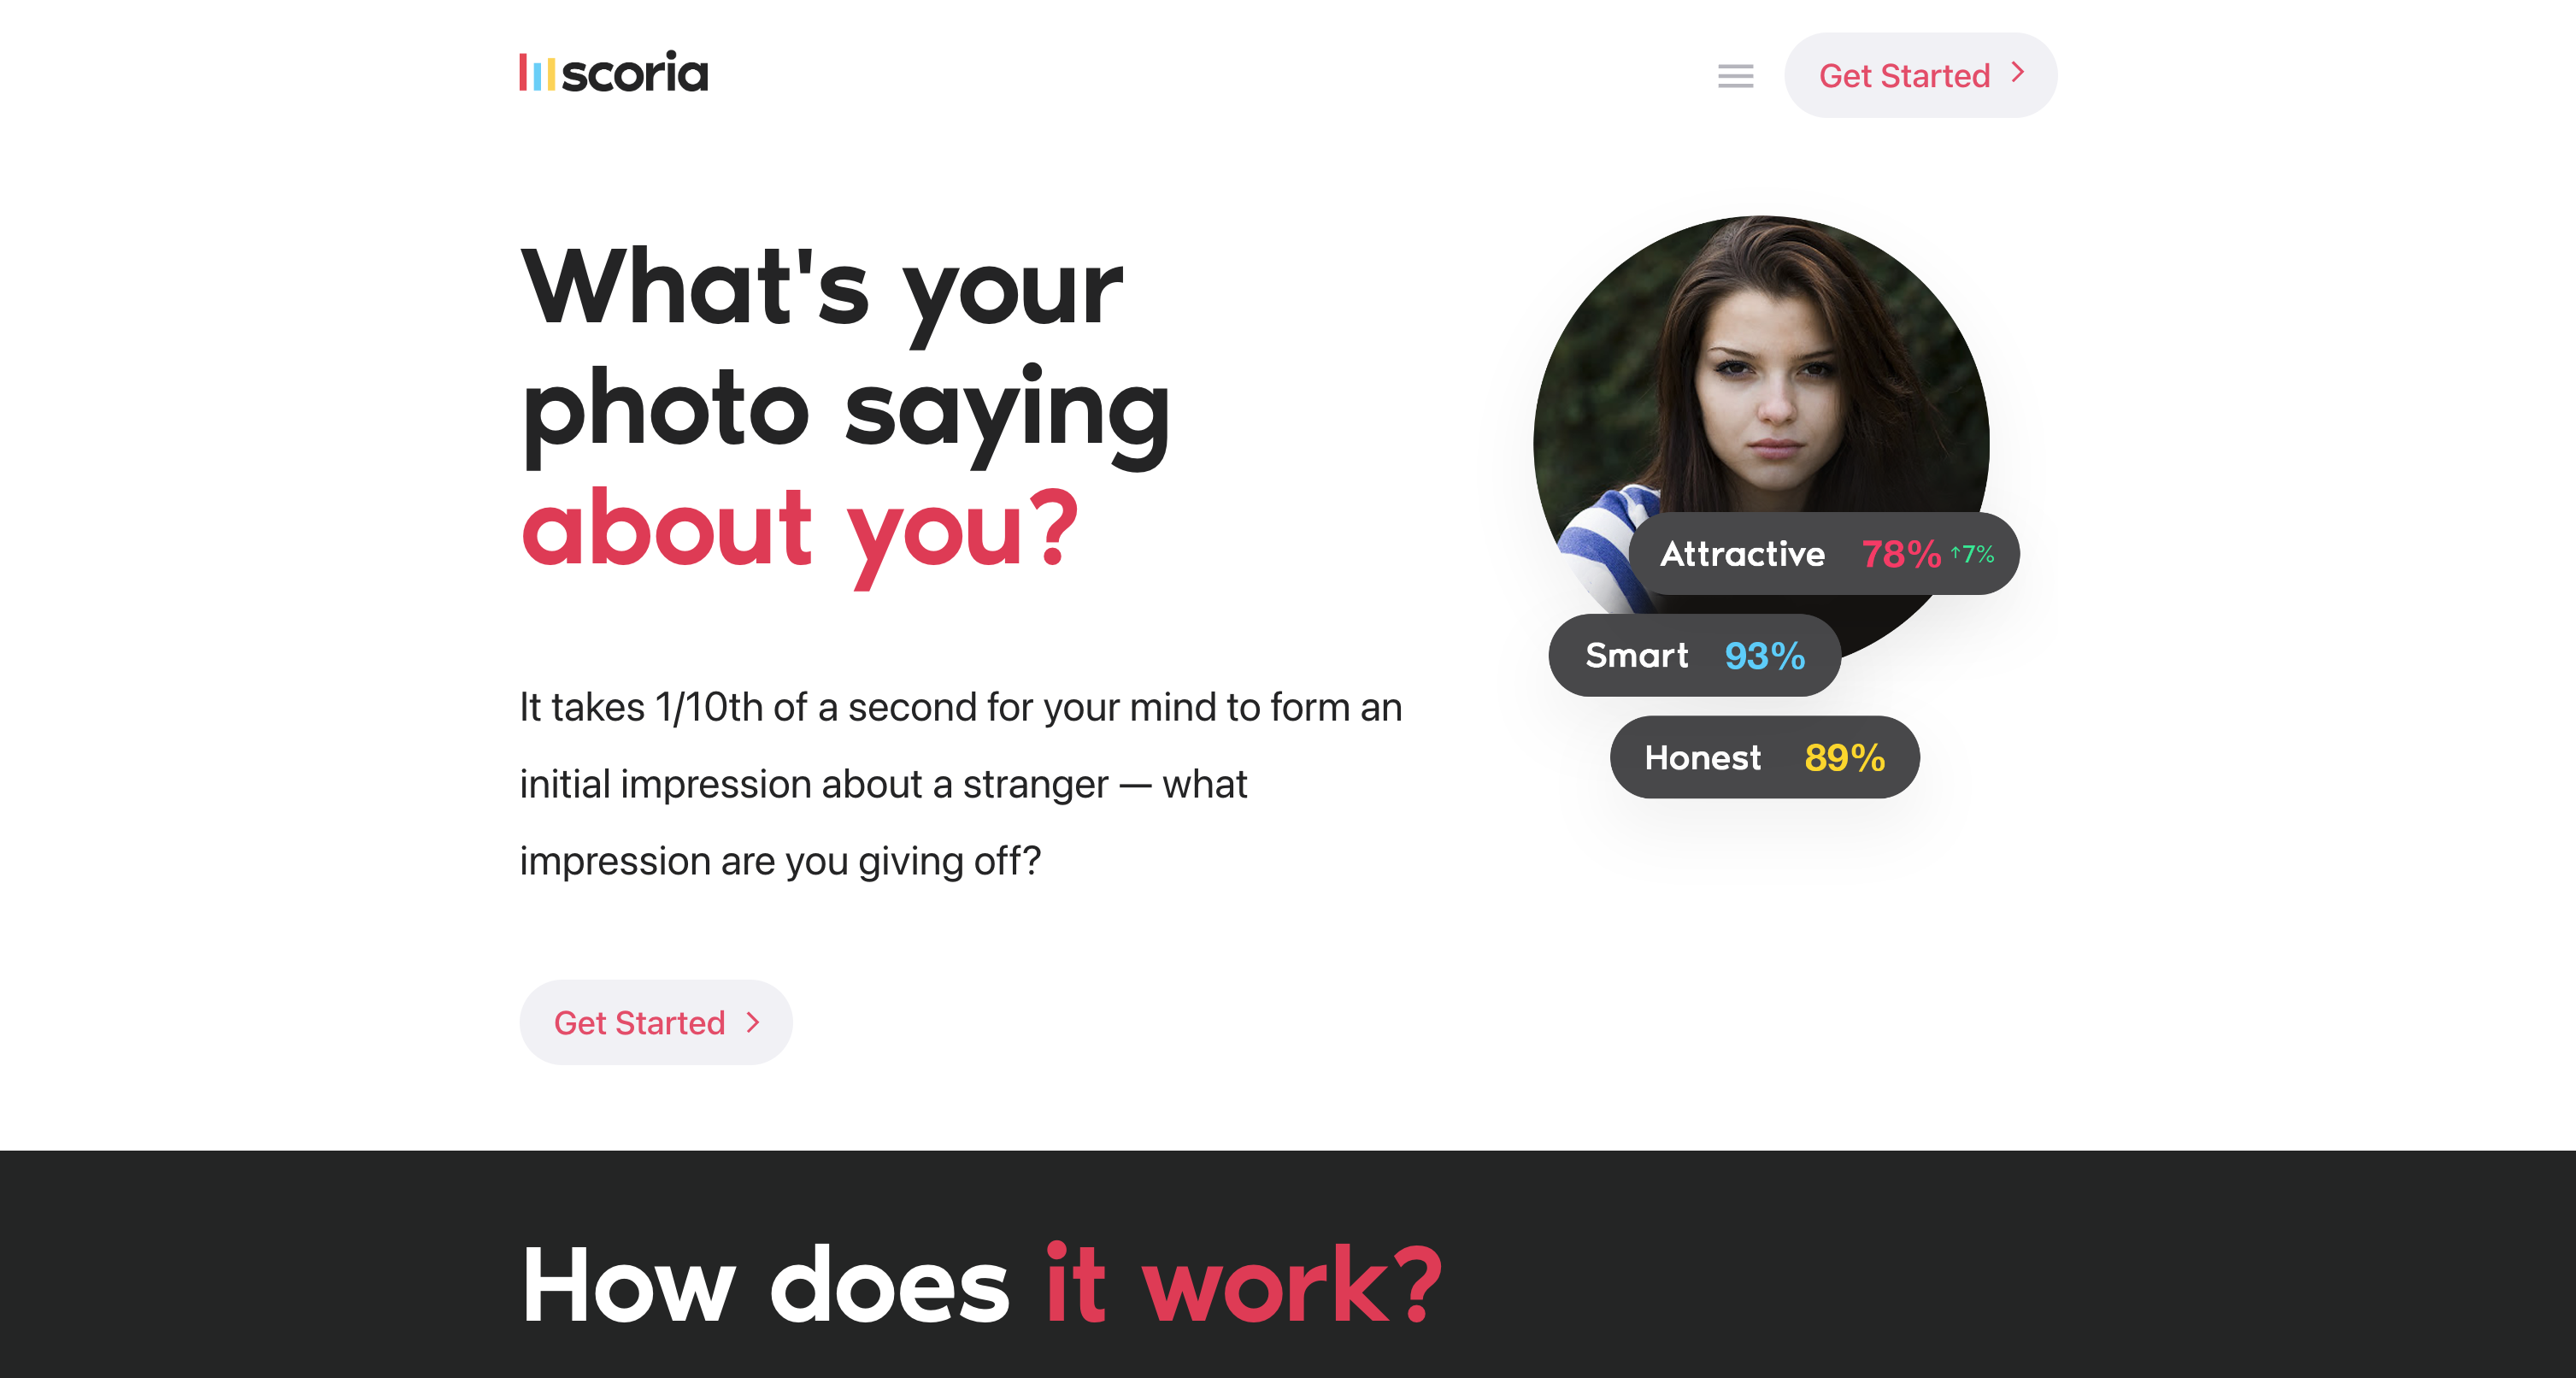 scoria
Get Started
What's your
photo saying
about you?
It takes 1/10th of a second for your mind to form an
initial impression about a stranger — what
impression are you giving off?
Get Started
Attractive 78% ↑7%
Smart 93%
Honest 89%
How does it work?